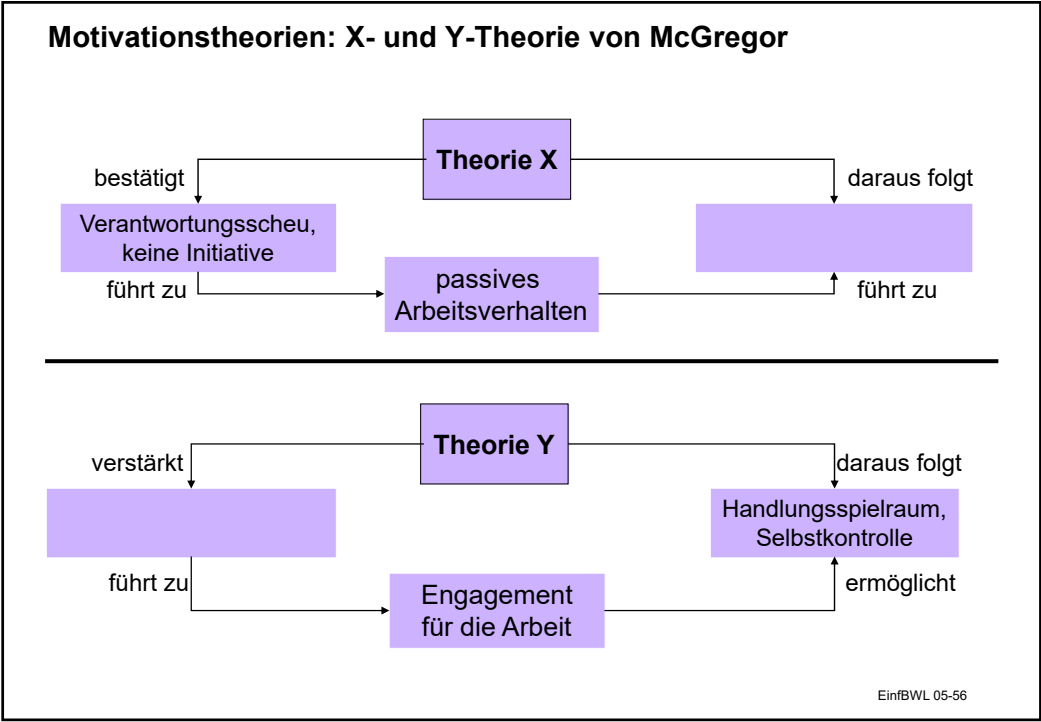 Motivationstheorien: X- und Y-Theorie von McGregor
Theorie X
bestätigt
daraus folgt
Verantwortungsscheu,
keine Initiative
führt zu
passives
Arbeitsverhalten
führt zu
Theorie Y
verstärkt
daraus folgt
Handlungsspielraum,
Selbstkontrolle
führt zu
Engagement
für die Arbeit
ermöglicht
EinfBWL 05-56